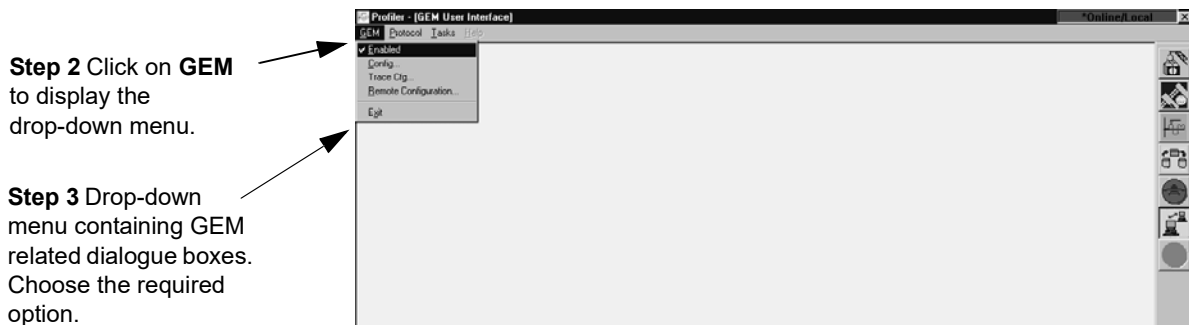 Profiler - [GEM User Interface]
*Online/Local
GEM Protocol Tasks Help
Enabled
Config...
Trace Cfg...
Remote Configuration...
Exit
Step 2 Click on GEM
to display the
drop-down menu.
Step 3 Drop-down
menu containing GEM
related dialogue boxes.
Choose the required
option.